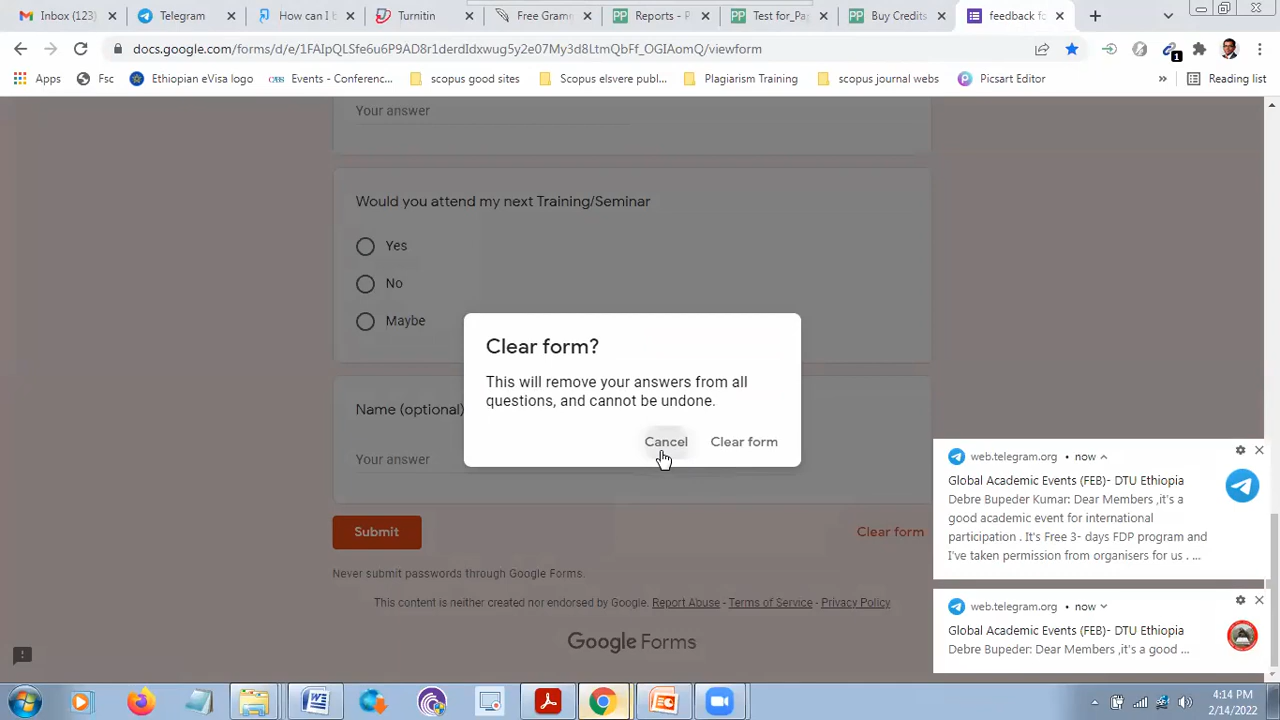 Inbox (123)
Telegram
How can I b
Turnitin
FreeGramm
Reports - P
Test for_Pa
Buy Credits
feedback fo
docs.google.com/forms/d/e/1FAIpQLSfe6u6P9AD8r1derdIdxwug5y2e07My3d8LtmQbFf_OGIAomQ/viewform
1
Apps
Fsc
Ethiopian eVisa logo
Events - Conferenc...
scopus good sites
Scopus elsvere publ...
Plagiarism Training
scopus journal webs
Picsart Editor
»
Reading list
Your answer
Would you attend my next Training/Seminar
Yes
No
Maybe
Clear form?
This will remove your answers from all
questions, and cannot be undone.
Cancel
Clear form
Name (optional)
Your answer
Submit
Clear form
Never submit passwords through Google Forms.
This content is neither created nor endorsed by Google. Report Abuse - Terms of Service - Privacy Policy
Google Forms
web.telegram.org • now
Global Academic Events (FEB)- DTU Ethiopia
Debre Bupeder Kumar: Dear Members ,it's a
good academic event for international
participation . It's Free 3- days FDP program and
I've taken permission from organisers for us . ...
web.telegram.org • now
Global Academic Events (FEB)- DTU Ethiopia
Debre Bupeder: Dear Members ,it's a good ...
4:14 PM
2/14/2022